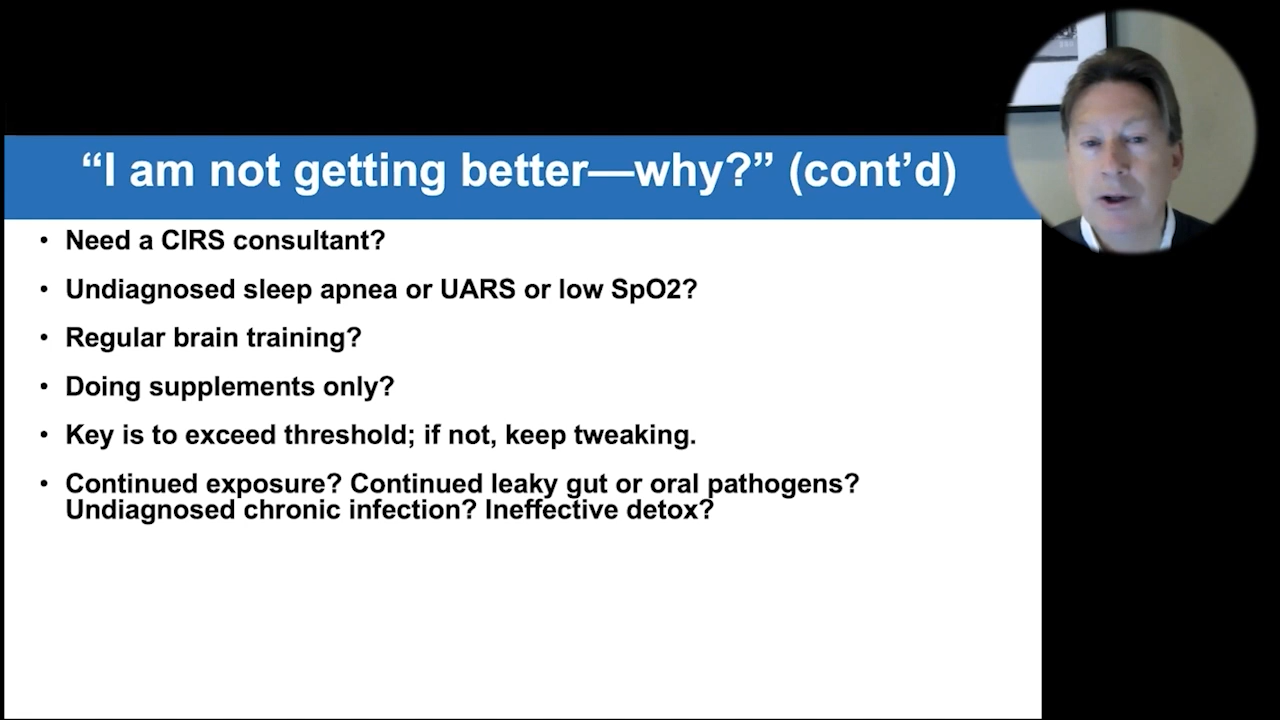 “I am not getting better—why?” (cont’d)
• Need a CIRS consultant?
• Undiagnosed sleep apnea or UARS or low SpO2?
• Regular brain training?
• Doing supplements only?
• Key is to exceed threshold; if not, keep tweaking.
• Continued exposure? Continued leaky gut or oral pathogens?
Undiagnosed chronic infection? Ineffective detox?